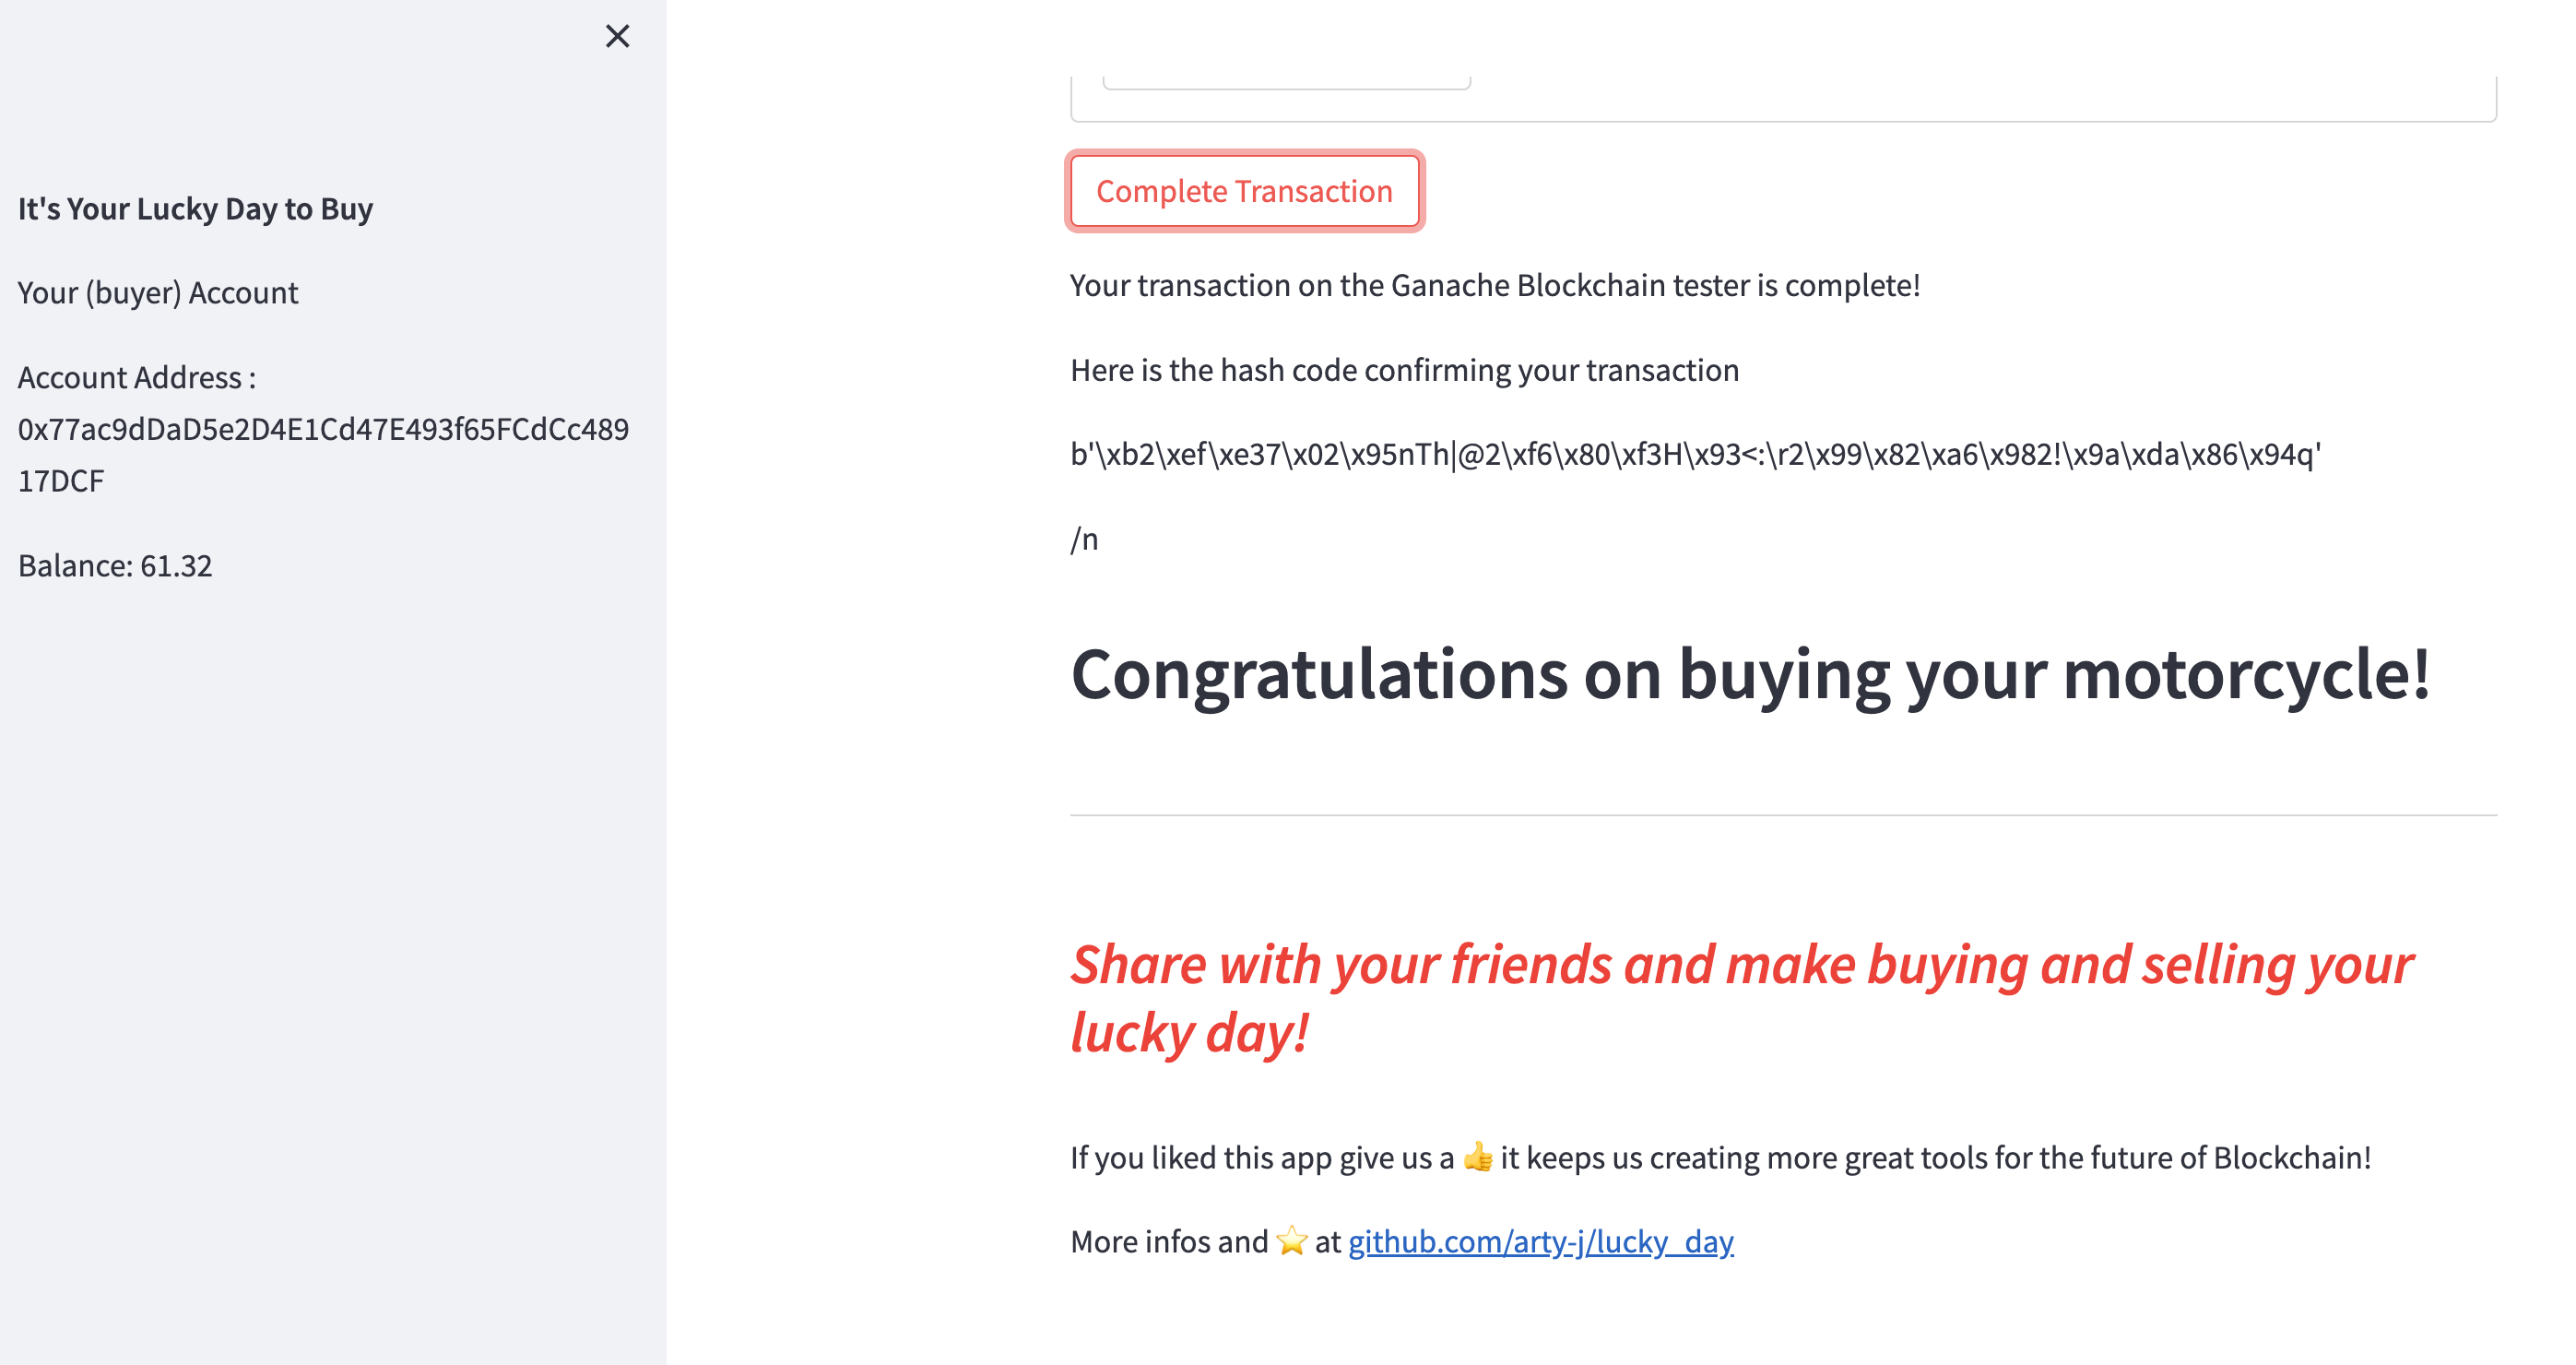 It's Your Lucky Day to Buy
Your (buyer) Account
Account Address :
0x77ac9dDaD5e2D4E1Cd47E493f65FCdCc489
17DCF
Balance: 61.32
Complete Transaction
Your transaction on the Ganache Blockchain tester is complete!
Here is the hash code confirming your transaction
b'\xb2\xef\xe37\x02\x95nTh|@2\xf6\x80\xf3H\x93<:\r2\x99\x82\xa6\x982!\x9a\xda\x86\x94q'
/n
Congratulations on buying your motorcycle!
Share with your friends and make buying and selling your
lucky day!
If you liked this app give us a 👍 it keeps us creating more great tools for the future of Blockchain!
More infos and ⭐ at github.com/arty-j/lucky_day